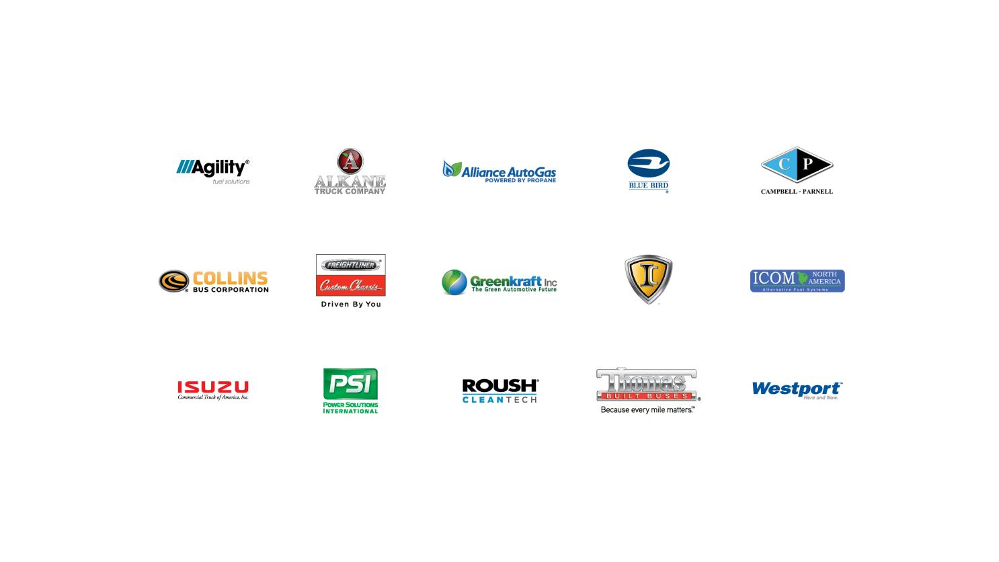 Agility®
fuel solutions
A
ALKANE
TRUCK COMPANY
Alliance AutoGas
POWERED BY PROPANE
BLUE BIRD
®
C P
CAMPBELL - PARNELL
COLLINS
® BUS CORPORATION
FREIGHTLINER®
Custom Chassis
Driven By You
Greenkraft Inc
The Green Automotive Future
IC
ICOM NORTH
AMERICA
Alternative Fuel Systems
ISUZU
Commercial Truck of America, Inc.
PSI
POWER SOLUTIONS
INTERNATIONAL
ROUSH®
CLEANTECH
Thomas
BUILT BUSES ®
Because every mile matters.™
Westport™
Here and Now.